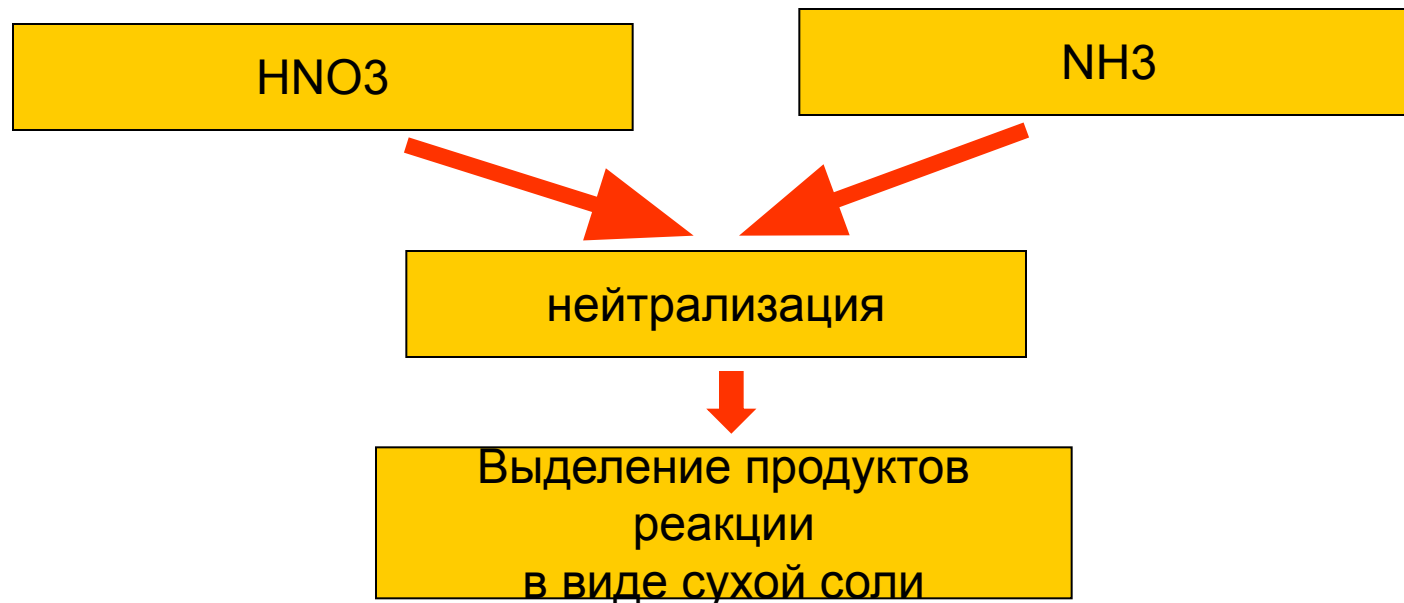 HNO3
NH3
нейтрализация
Выделение продуктов
реакции
в виде сухой соли